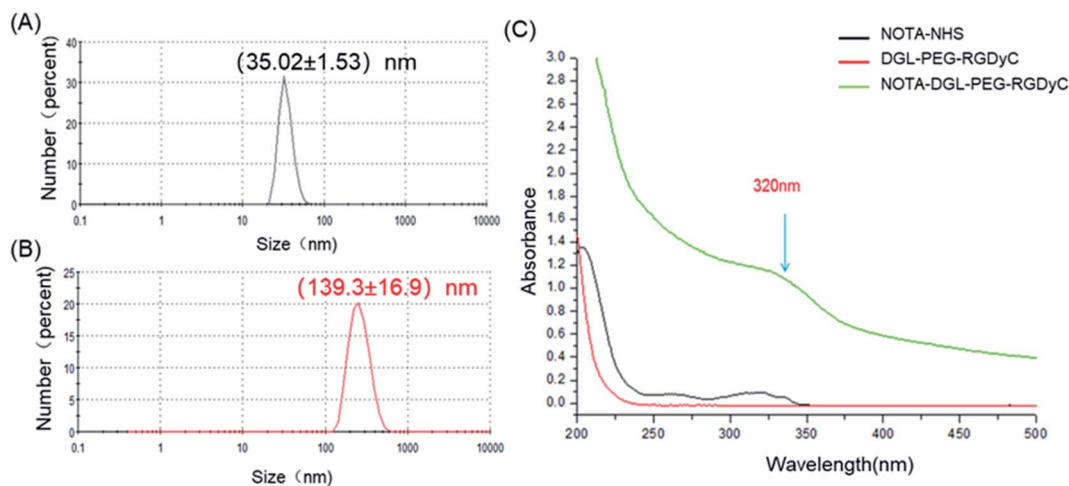 (A)
Number (percent)
40
30
20
10
0
(35.02±1.53) nm
0.1 1 10 100 1000 10000
Size (nm)
(B)
Number (percent)
25
20
15
10
5
0
(139.3±16.9) nm
0.1 1 10 100 1000 10000
Size (nm)
(C)
NOTA-NHS
DGL-PEG-RGDyC
NOTA-DGL-PEG-RGDyC
320nm
Absorbance
3.0
2.8
2.6
2.4
2.2
2.0
1.8
1.6
1.4
1.2
1.0
0.8
0.6
0.4
0.2
0.0
200 250 300 350 400 450 500
Wavelength(nm)